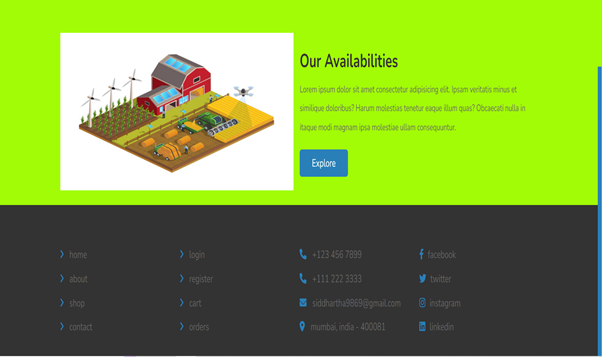 Our Availabilities
Lorem ipsum dolor sit amet consectetur adipisicing elit. Ipsam veritatis minus et
similique doloribus? Harum molestias tenetur eaque illum quas? Obcaecati nulla in
itaque modi magnam ipsa molestiae ullam consequuntur.
Explore
home
about
shop
contact
login
register
cart
orders
+123 456 7899
+111 222 3333
siddhartha9869@gmail.com
mumbai, india - 400081
facebook
twitter
instagram
linkedin